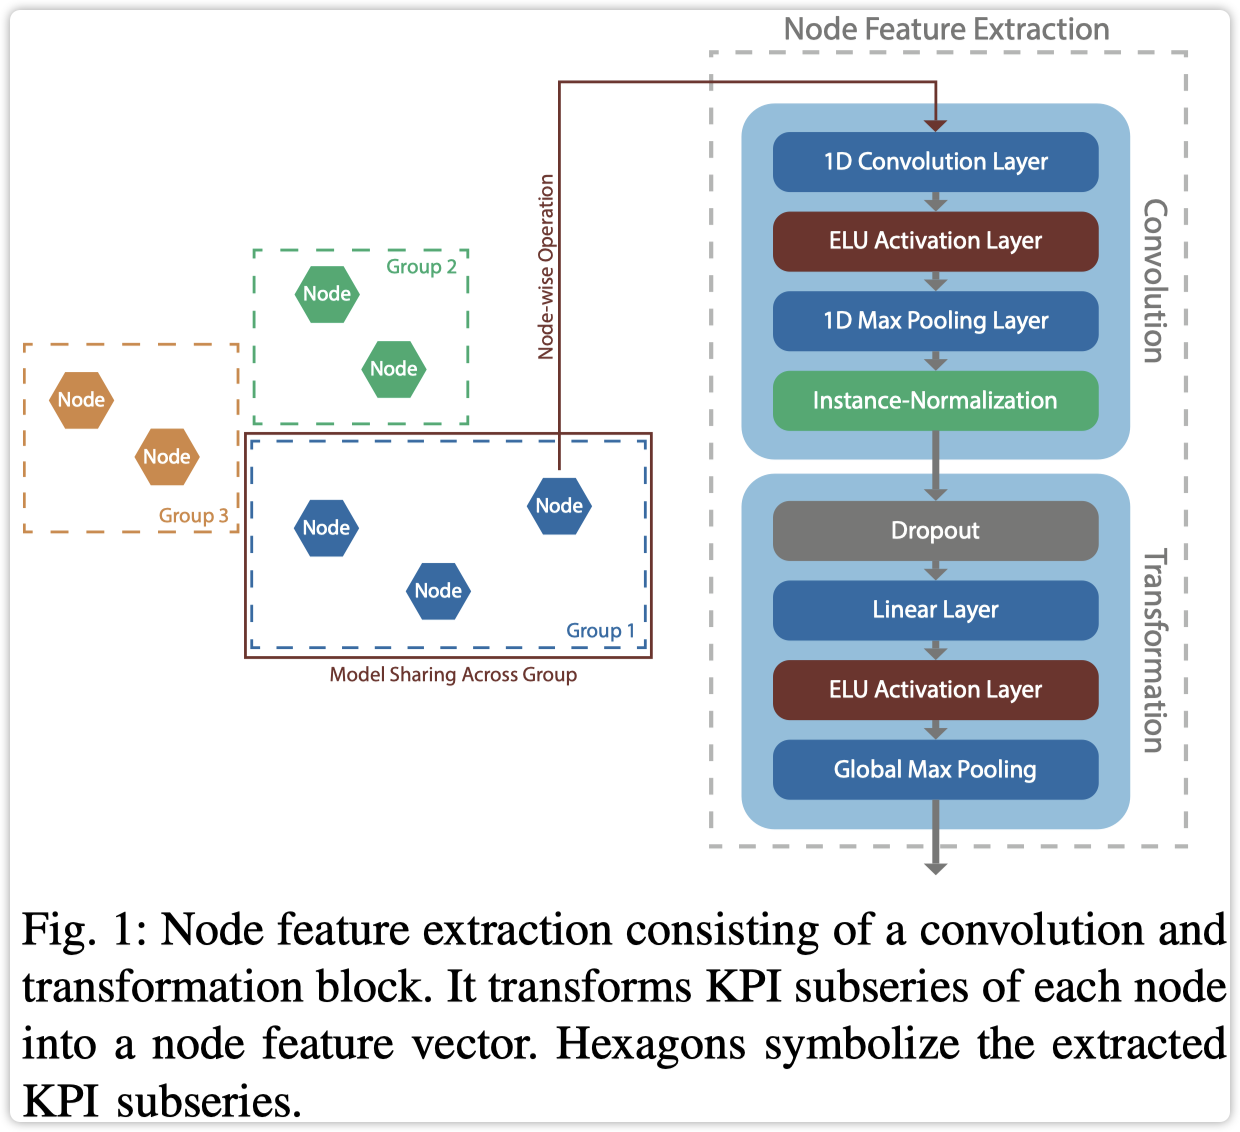 Node Feature Extraction
Node-wise Operation
Group 2
Node
Node
Node
Node
Group 3
Node
Node
Node
Group 1
Model Sharing Across Group
1D Convolution Layer
ELU Activation Layer
1D Max Pooling Layer
Instance-Normalization
Convolution
Dropout
Linear Layer
ELU Activation Layer
Global Max Pooling
Transformation
Fig. 1: Node feature extraction consisting of a convolution and
transformation block. It transforms KPI subseries of each node
into a node feature vector. Hexagons symbolize the extracted
KPI subseries.